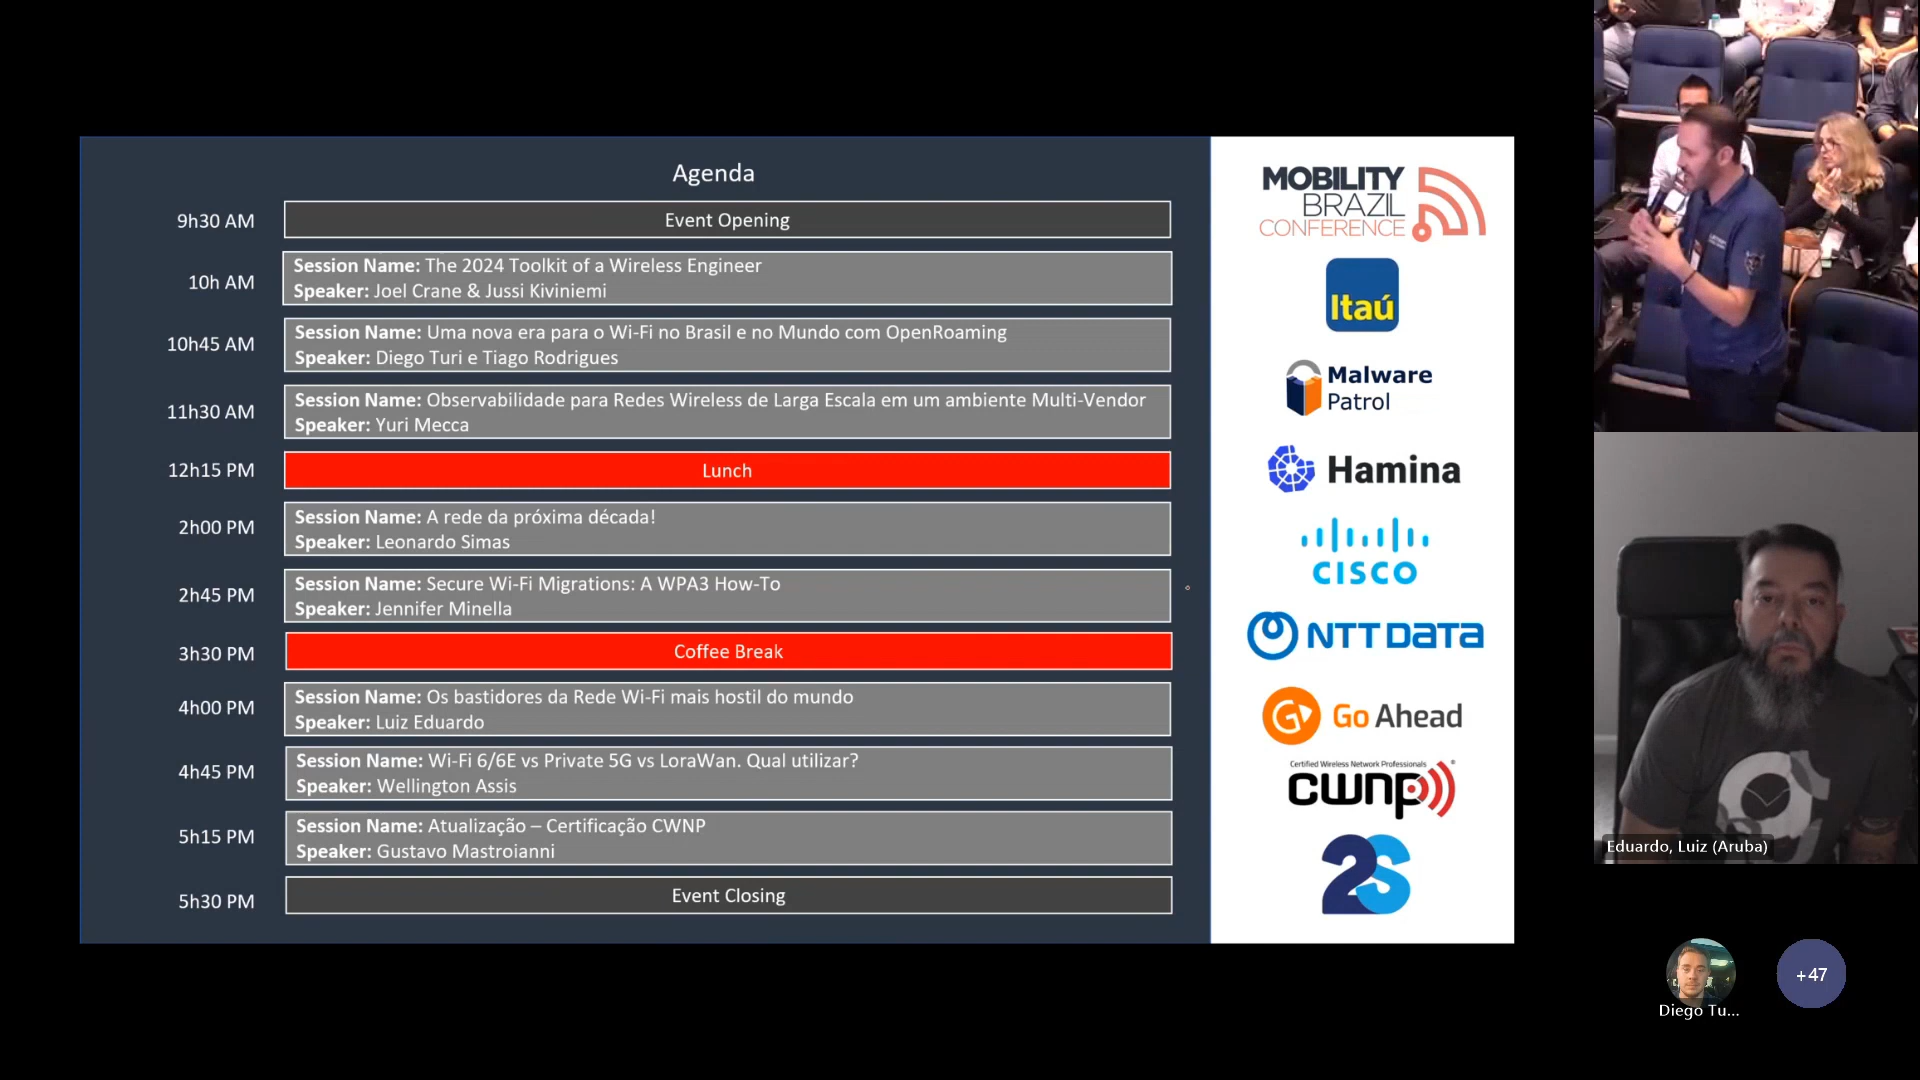 Agenda
9h30 AM
Event Opening
10h AM
Session Name: The 2024 Toolkit of a Wireless Engineer
Speaker: Joel Crane & Jussi Kiviniemi
10h45 AM
Session Name: Uma nova era para o Wi-Fi no Brasil e no Mundo com OpenRoaming
Speaker: Diego Turi e Tiago Rodrigues
11h30 AM
Session Name: Observabilidade para Redes Wireless de Larga Escala em um ambiente Multi-Vendor
Speaker: Yuri Mecca
12h15 PM
Lunch
2h00 PM
Session Name: A rede da próxima década!
Speaker: Leonardo Simas
2h45 PM
Session Name: Secure Wi-Fi Migrations: A WPA3 How-To
Speaker: Jennifer Minella
3h30 PM
Coffee Break
4h00 PM
Session Name: Os bastidores da Rede Wi-Fi mais hostil do mundo
Speaker: Luiz Eduardo
4h45 PM
Session Name: Wi-Fi 6/6E vs Private 5G vs LoraWan. Qual utilizar?
Speaker: Wellington Assis
5h15 PM
Session Name: Atualização – Certificação CWNP
Speaker: Gustavo Mastroianni
5h30 PM
Event Closing
MOBILITY
BRAZIL
CONFERENCE
Itaú
Malware
Patrol
Hamina
CISCO
NTT DATA
Go Ahead
Certified Wireless Network Professionals
CWNP
2S
Eduardo, Luiz (Aruba)
Diego Tu...
+47